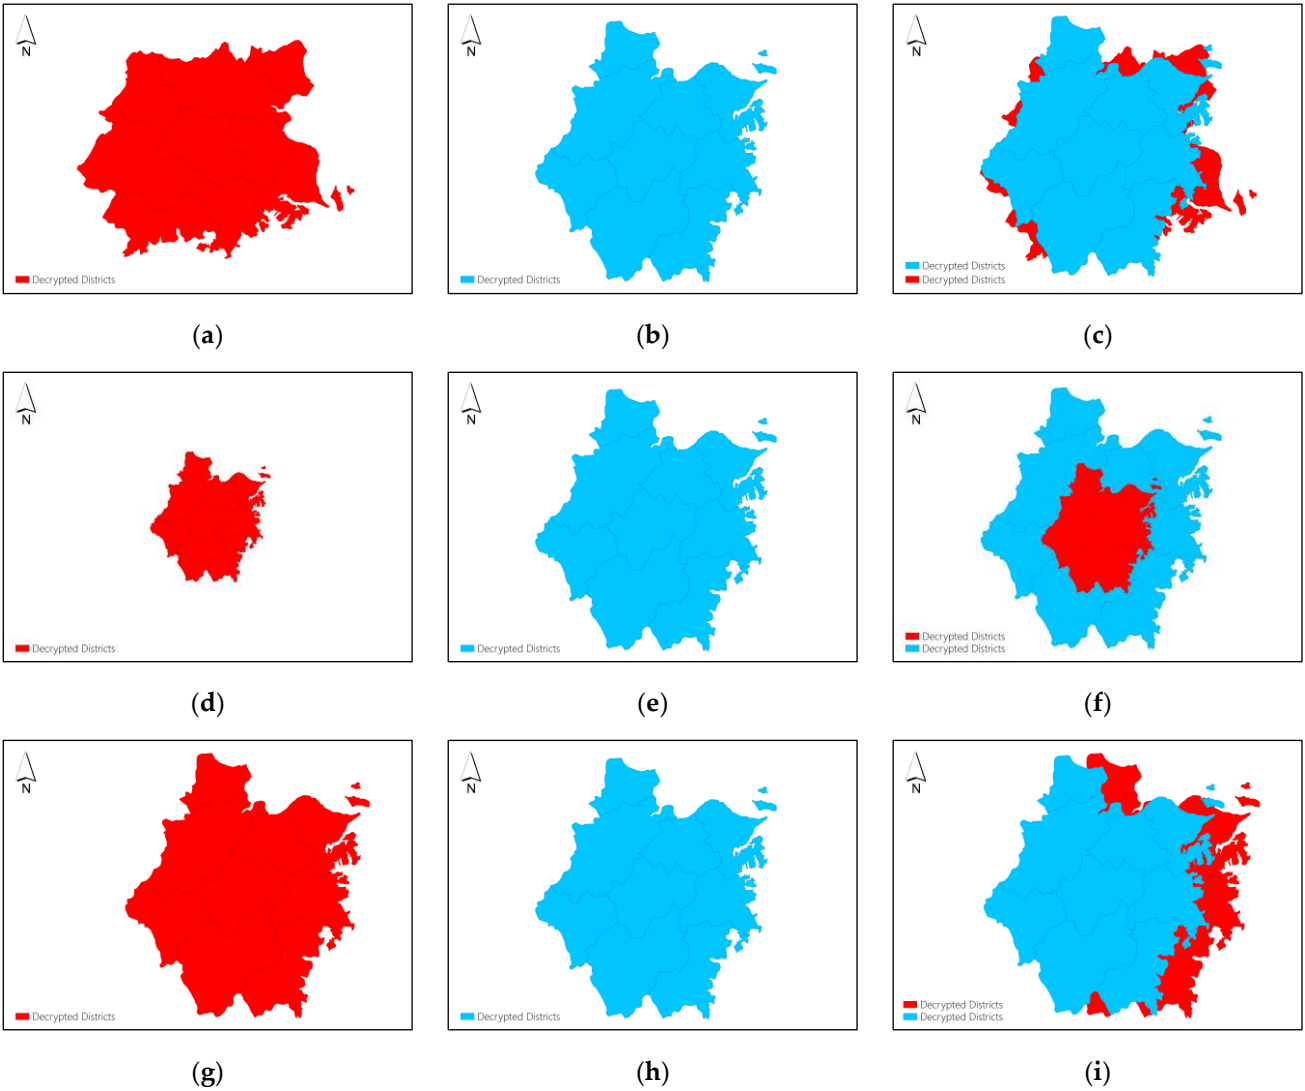 N
N
N
Decrypted Districts
Decrypted Districts
Decrypted Districts
Decrypted Districts
(a)
(b)
(c)
N
N
N
Decrypted Districts
Decrypted Districts
Decrypted Districts
Decrypted Districts
(d)
(e)
(f)
N
N
N
Decrypted Districts
Decrypted Districts
Decrypted Districts
Decrypted Districts
(g)
(h)
(i)